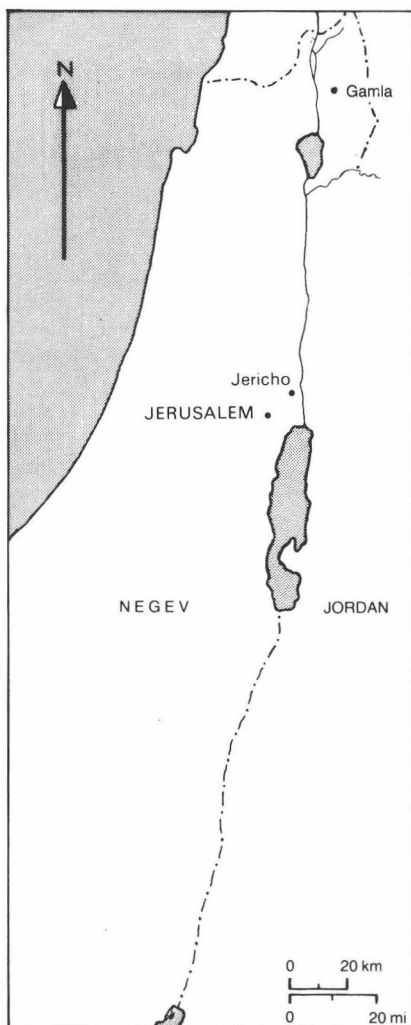 N
Gamla
Jericho
JERUSALEM
NEGEV
JORDAN
0 20 km
0 20 mi